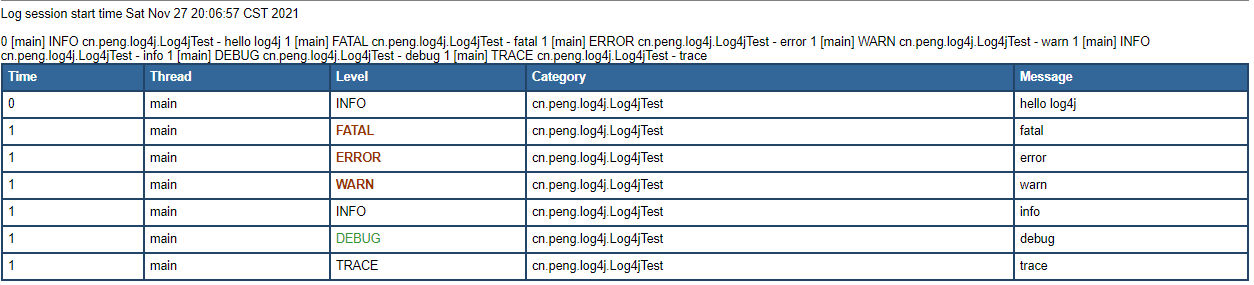 Log session start time Sat Nov 27 20:06:57 CST 2021
0 [main] INFO cn.peng.log4j.Log4jTest - hello log4j 1 [main] FATAL cn.peng.log4j.Log4jTest - fatal 1 [main] ERROR cn.peng.log4j.Log4jTest - error 1 [main] WARN cn.peng.log4j.Log4jTest - warn 1 [main] INFO
cn.peng.log4j.Log4jTest - info 1 [main] DEBUG cn.peng.log4j.Log4jTest - debug 1 [main] TRACE cn.peng.log4j.Log4jTest - trace
Time Thread Level Category Message
0 main INFO cn.peng.log4j.Log4jTest hello log4j
1 main FATAL cn.peng.log4j.Log4jTest fatal
1 main ERROR cn.peng.log4j.Log4jTest error
1 main WARN cn.peng.log4j.Log4jTest warn
1 main INFO cn.peng.log4j.Log4jTest info
1 main DEBUG cn.peng.log4j.Log4jTest debug
1 main TRACE cn.peng.log4j.Log4jTest trace